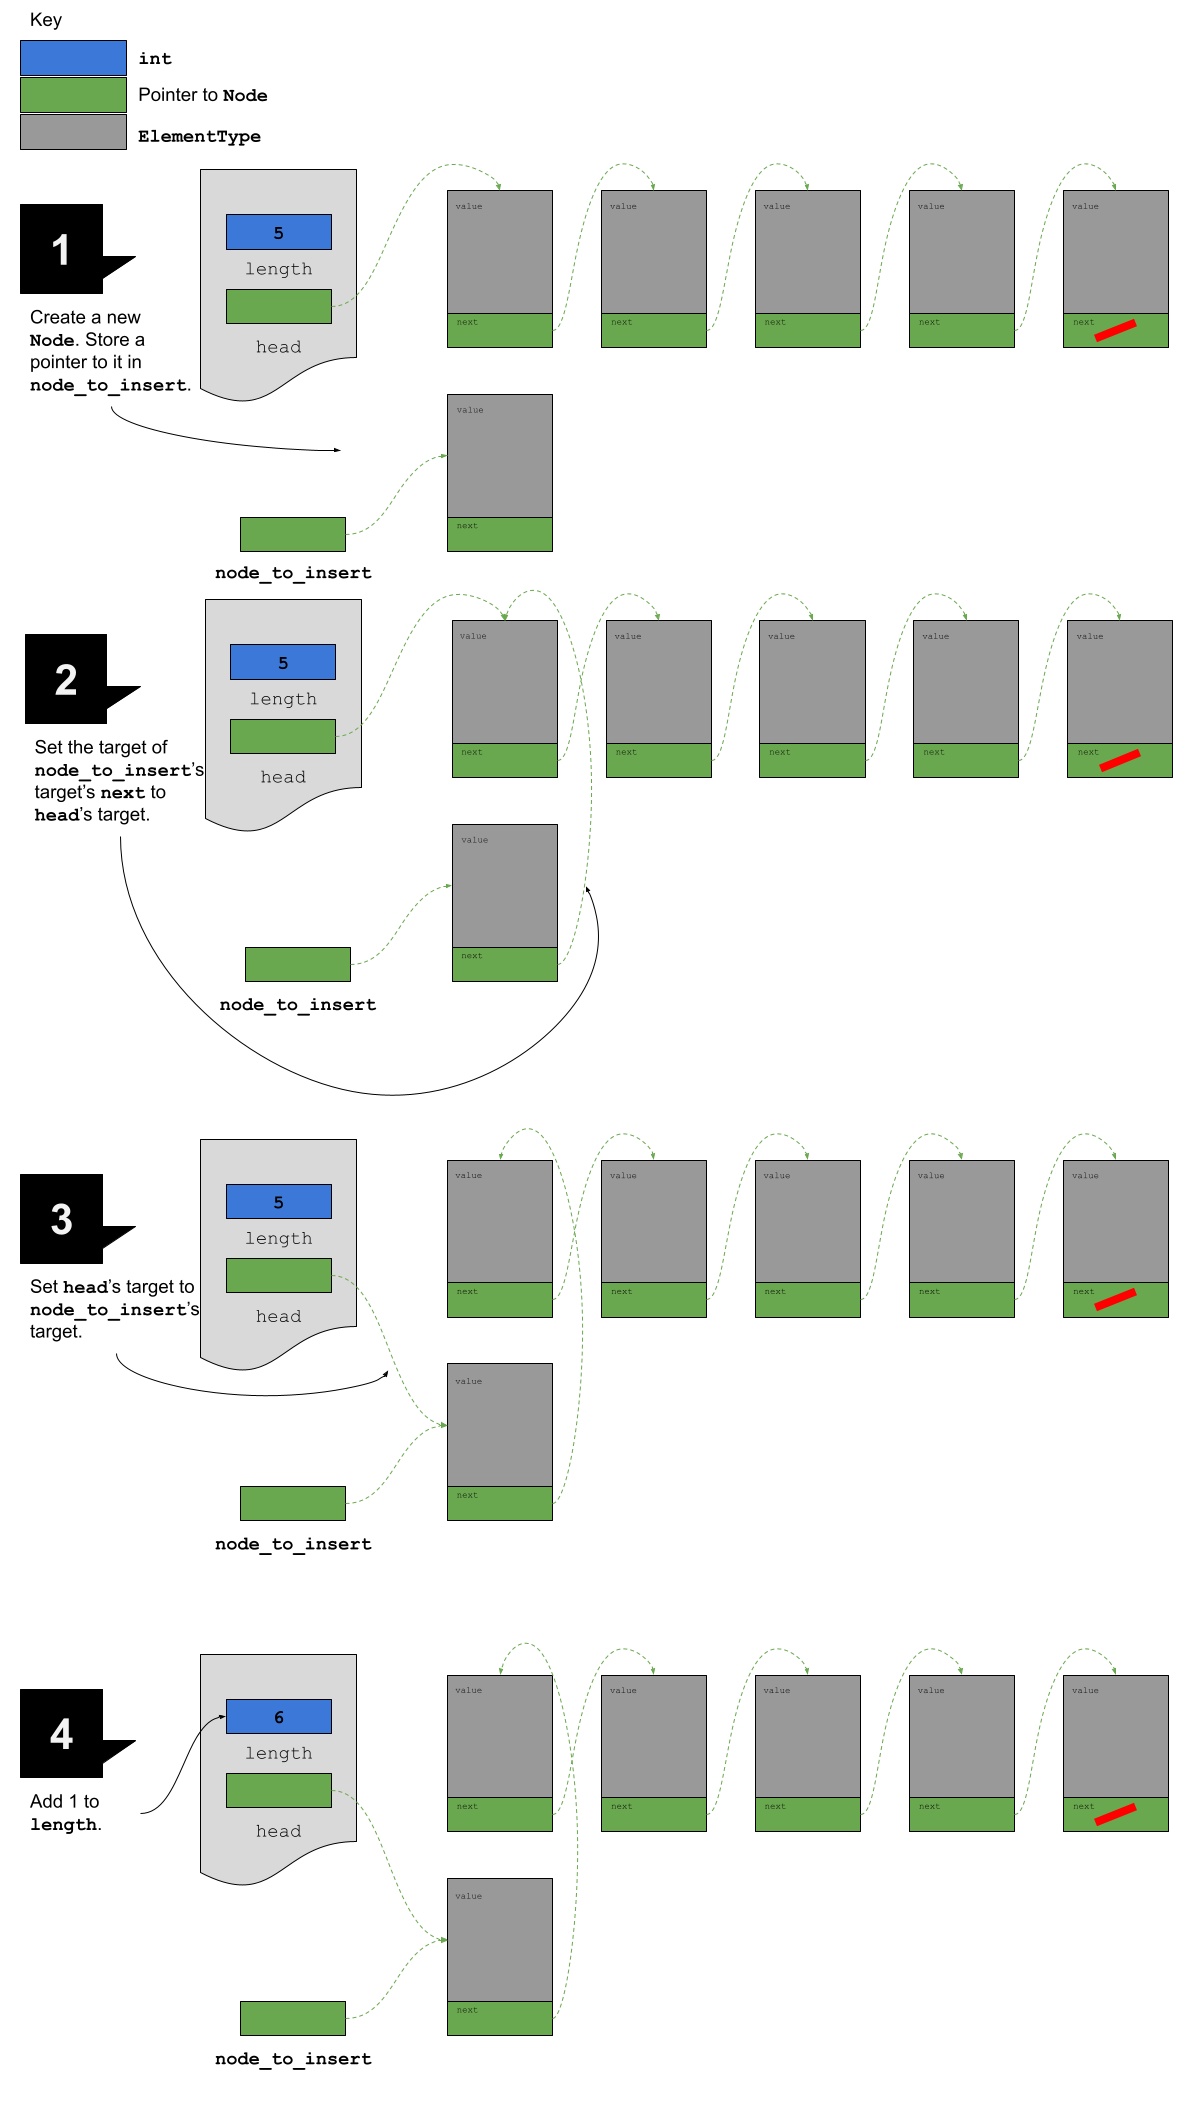 Key
int
Pointer to Node
ElementType
1
Create a new
Node. Store a
pointer to it in
node_to_insert.
5
length
head
value
next
value
next
value
next
value
next
value
next
value
next
node_to_insert
2
Set the target of
node_to_insert's
target's next to
head's target.
5
length
head
value
next
value
next
value
next
value
next
value
next
value
next
node_to_insert
3
Set head's target to
node_to_insert's
target.
5
length
head
value
next
value
next
value
next
value
next
value
next
value
next
node_to_insert
4
Add 1 to
length.
6
length
head
value
next
value
next
value
next
value
next
value
next
value
next
node_to_insert